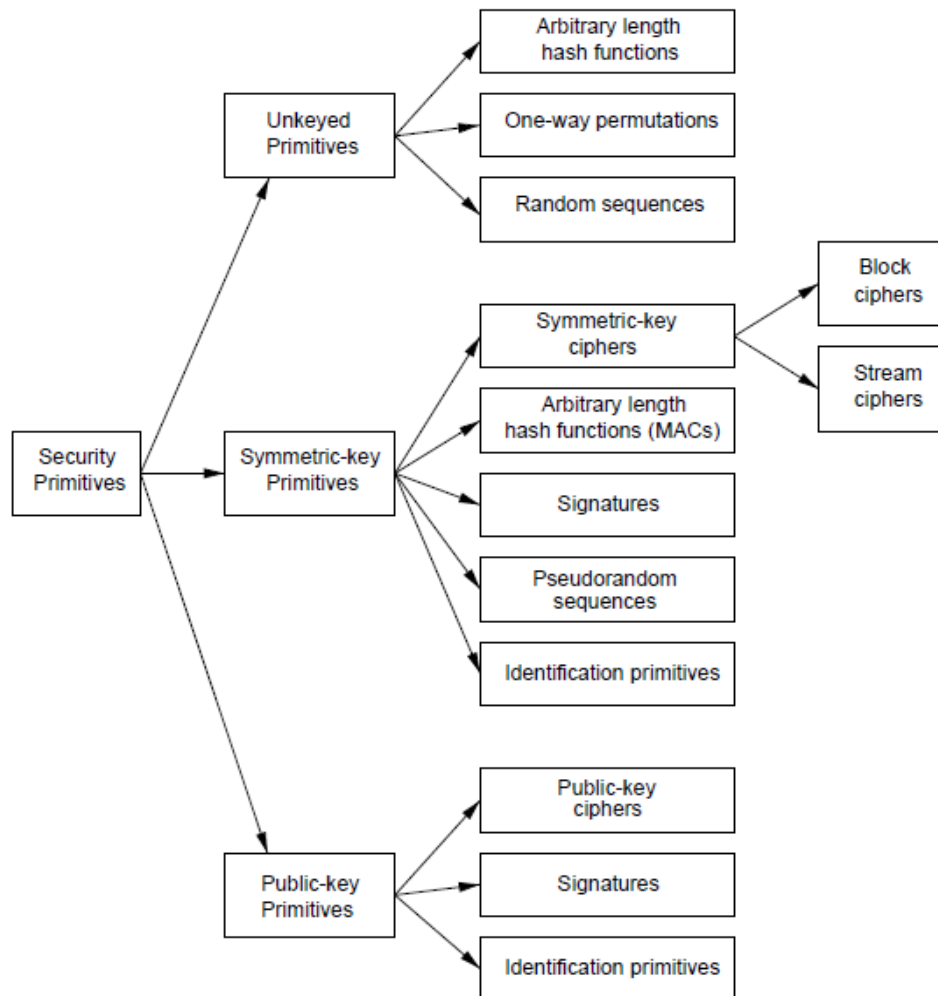 Arbitrary length
hash functions
Unkeyed
Primitives
One-way permutations
Random sequences
Block
ciphers
Symmetric-key
ciphers
Stream
ciphers
Arbitrary length
hash functions (MACs)
Security
Primitives
Symmetric-key
Primitives
Signatures
Pseudorandom
sequences
Identification primitives
Public-key
ciphers
Public-key
Primitives
Signatures
Identification primitives